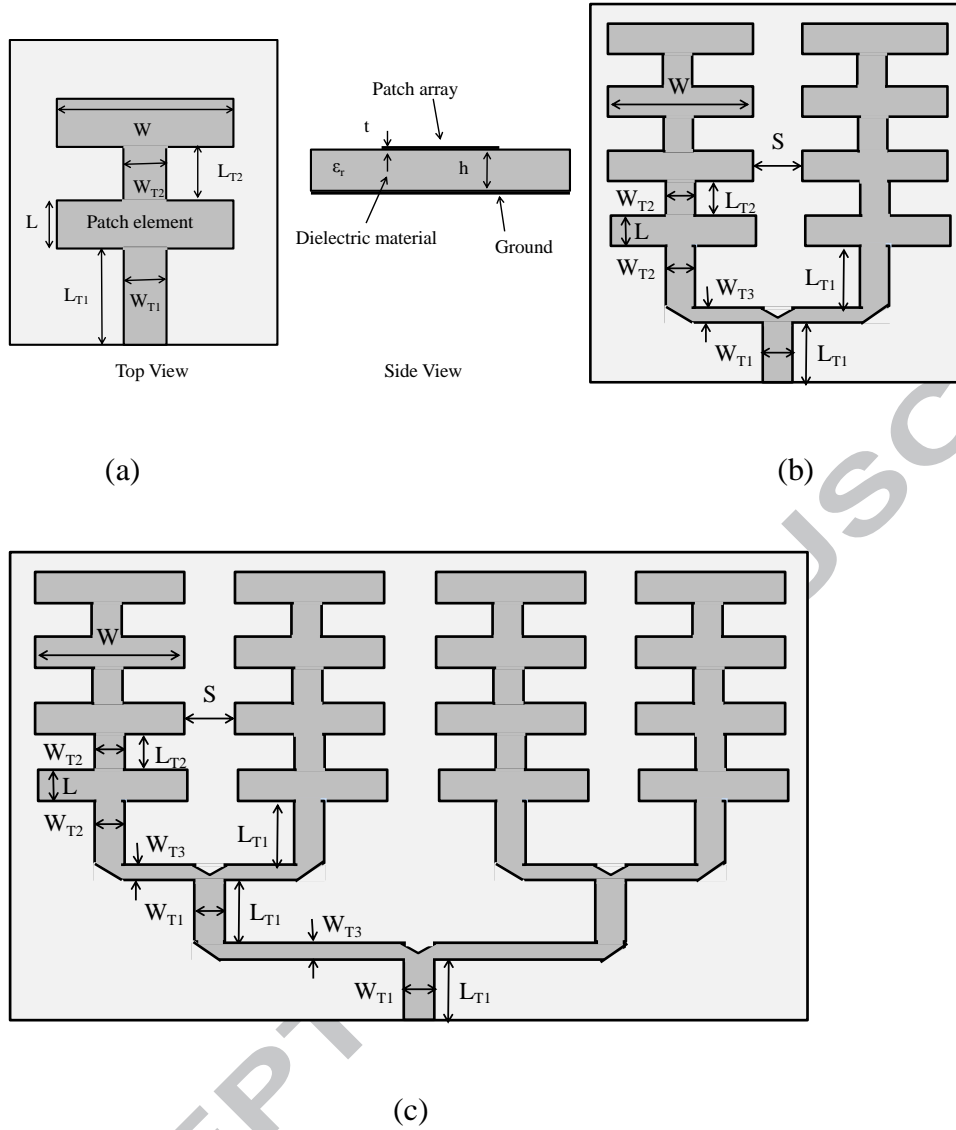 W
W_T2
L_T2
L
Patch element
L_T1
W_T1
Top View
Patch array
t
ε_r
h
Dielectric material
Ground
Side View
(a)
W
S
W_T2
L_T2
L
W_T2
L_T1
W_T3
W_T1
L_T1
(b)
W
S
W_T2
L_T2
L
W_T2
L_T1
W_T3
W_T1
L_T1
W_T3
W_T1
L_T1
(c)